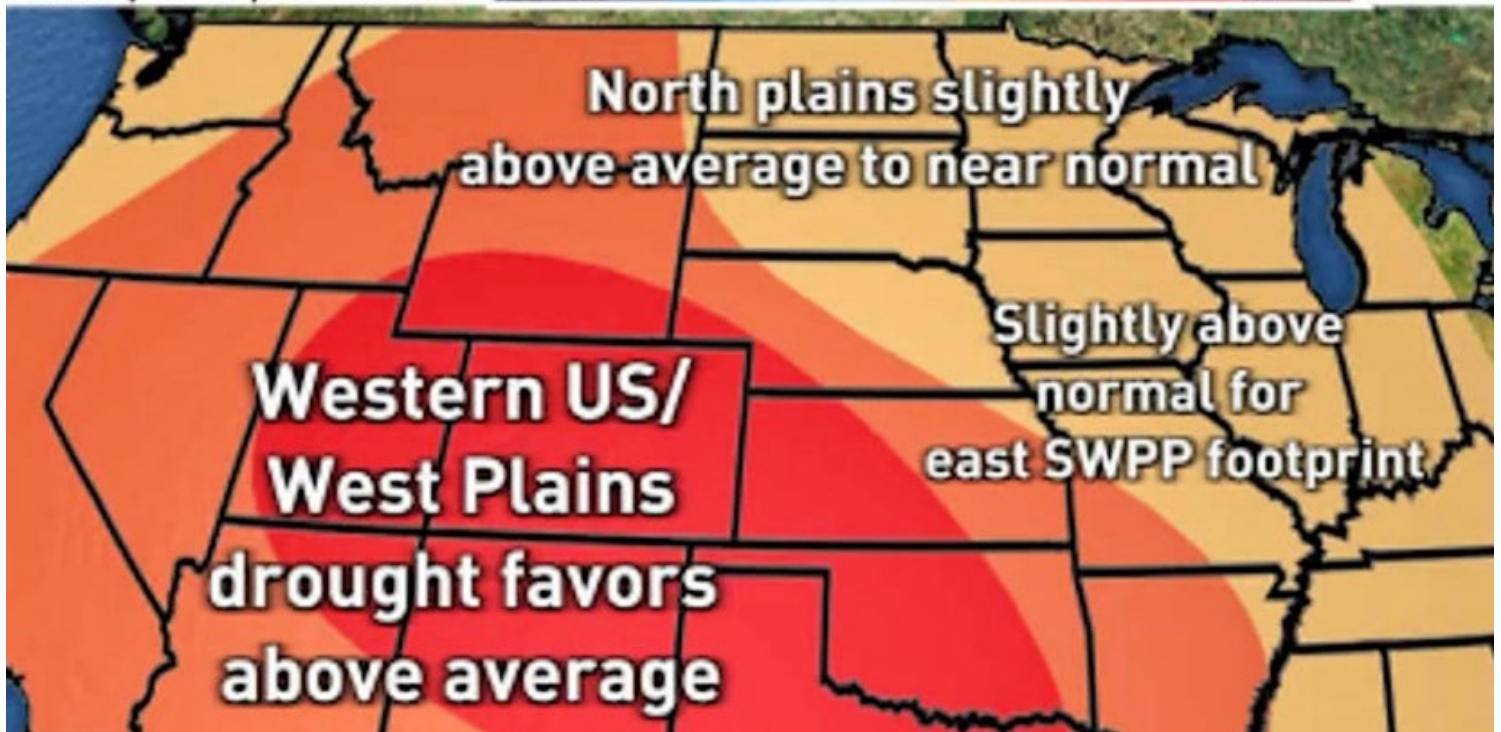 North plains slightly
above average to near normal
Slightly above
normal for
east SWPP footprint
Western US/
West Plains
drought favors
above average